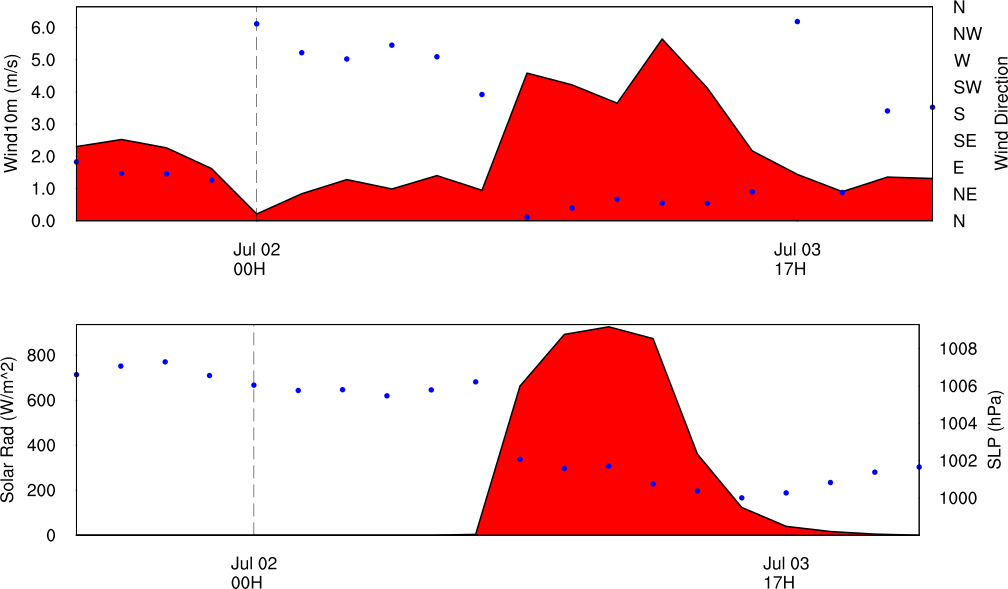 Wind10m (m/s)
6.0
5.0
4.0
3.0
2.0
1.0
0.0
N
NW
W
SW
S
SE
E
NE
N
Wind Direction
Jul 02
00H
Jul 03
17H
Solar Rad (W/m^2)
800
600
400
200
0
1008
1006
1004
1002
1000
SLP (hPa)
Jul 02
00H
Jul 03
17H